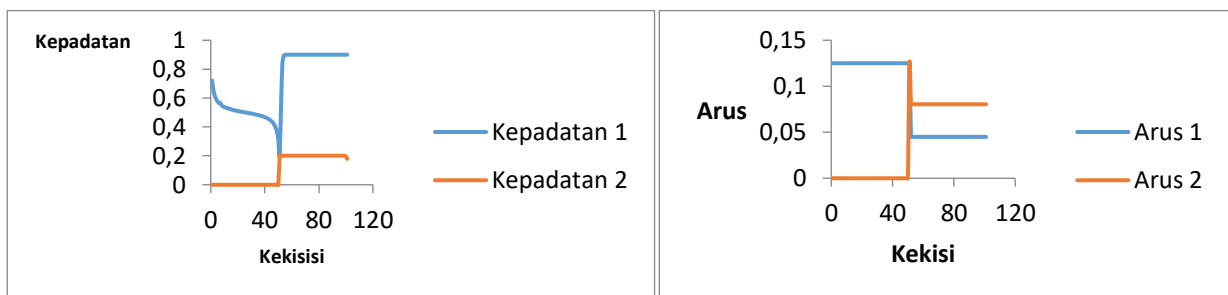 Kepadatan
1
0,8
0,6
0,4
0,2
0
0 40 80 120
Kekisisi
Kepadatan 1
Kepadatan 2
Arus
0,15
0,1
0,05
0
0 40 80 120
Kekisi
Arus 1
Arus 2